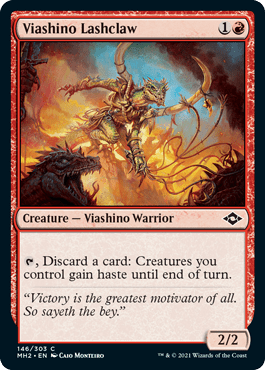 Viashino Lashclaw 1
Creature — Viashino Warrior
, Discard a card: Creatures you
control gain haste until end of turn.
“Victory is the greatest motivator of all.
So sayeth the bey.”
2/2
146/303 C
MH2 • EN Caio Monteiro
™ & © 2021 Wizards of the Coast